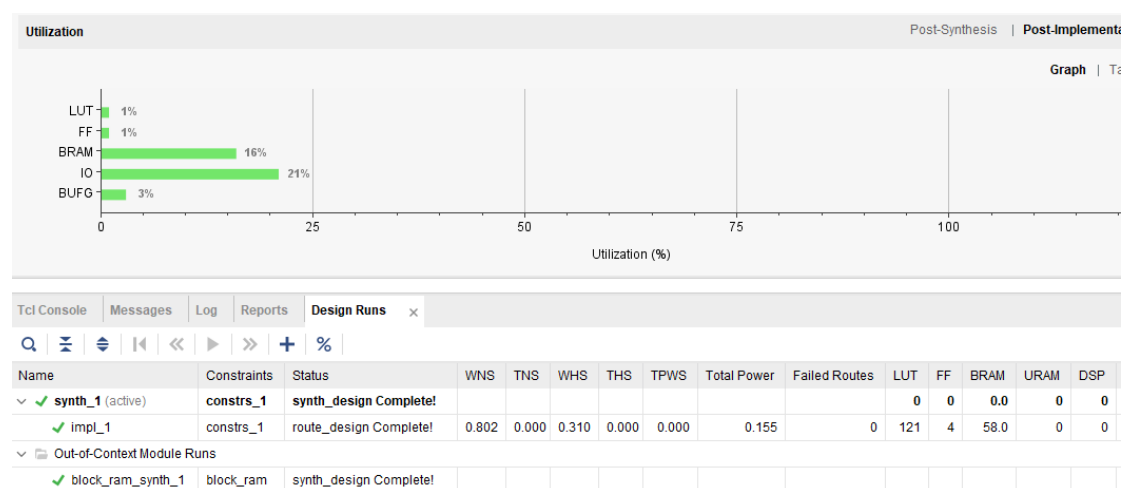 Utilization Post-Synthesis | Post-Implementa
Graph | Ta
LUT 1%
FF 1%
BRAM 16%
IO 21%
BUFG 3%
0 25 50 75 100
Utilization (%)
Tcl Console Messages Log Reports Design Runs ×
Name Constraints Status WNS TNS WHS THS TPWS Total Power Failed Routes LUT FF BRAM URAM DSP
synth_1 (active) constrs_1 synth_design Complete! 0 0 0.0 0 0
impl_1 constrs_1 route_design Complete! 0.802 0.000 0.310 0.000 0.000 0.155 0 121 4 58.0 0 0
Out-of-Context Module Runs
block_ram_synth_1 block_ram synth_design Complete!